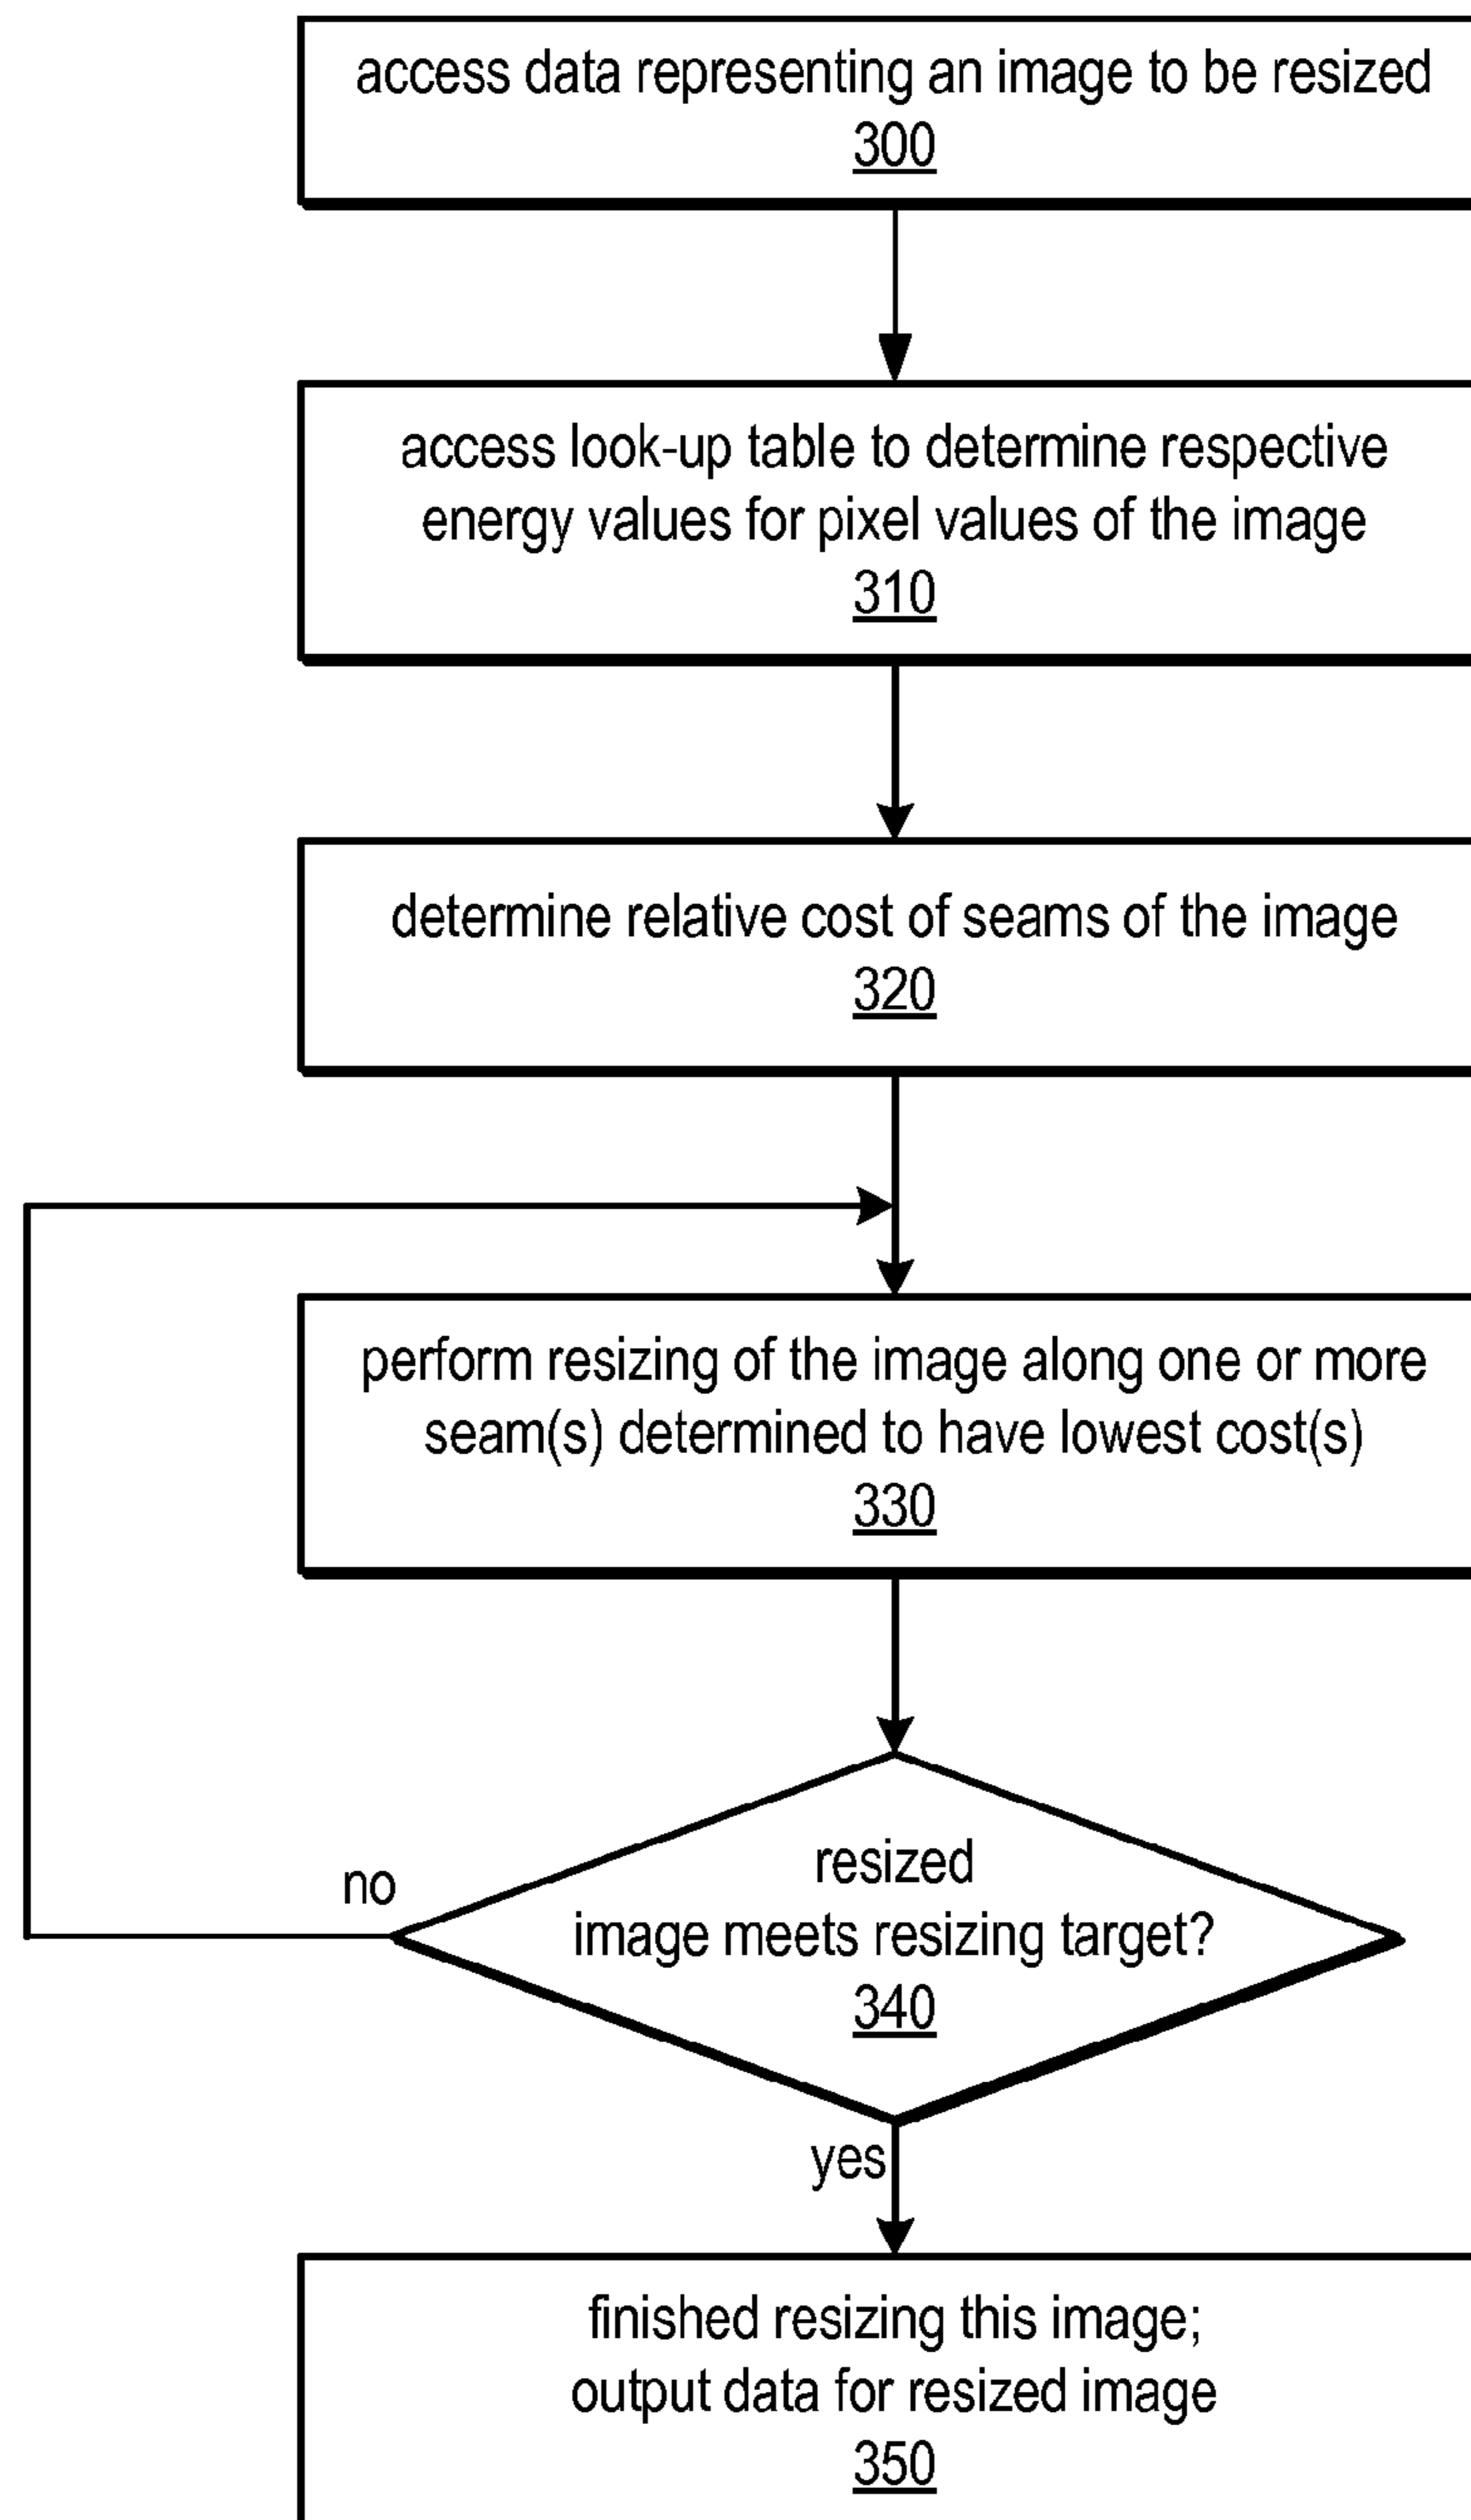 access data representing an image to be resized
300
access look-up table to determine respective
energy values for pixel values of the image
310
determine relative cost of seams of the image
320
perform resizing of the image along one or more
seam(s) determined to have lowest cost(s)
330
resized
image meets resizing target?
340
no
yes
finished resizing this image;
output data for resized image
350